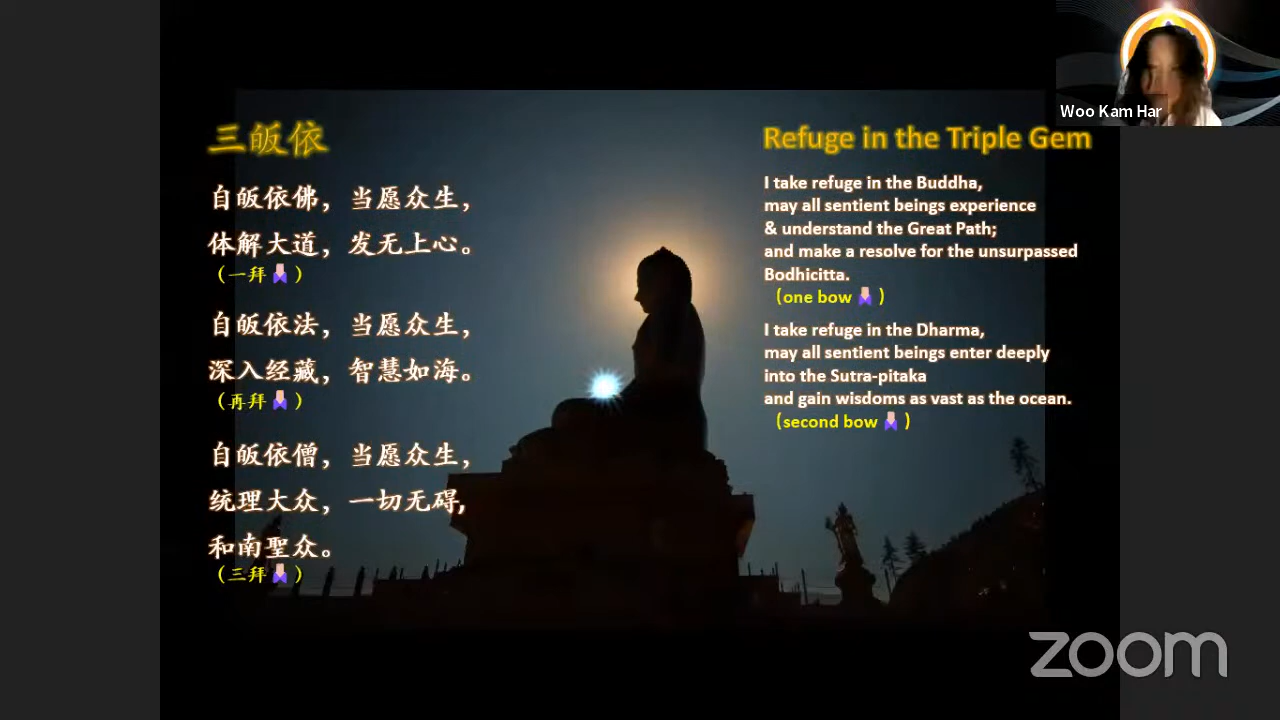 三皈依
自皈依佛，当愿众生，
体解大道，发无上心。
（一拜）
自皈依法，当愿众生，
深入经藏，智慧如海。
（再拜）
自皈依僧，当愿众生，
统理大众，一切无碍,
和南聖众。
（三拜）
Refuge in the Triple Gem
I take refuge in the Buddha,
may all sentient beings experience
& understand the Great Path;
and make a resolve for the unsurpassed
Bodhicitta.
(one bow)
I take refuge in the Dharma,
may all sentient beings enter deeply
into the Sutra-pitaka
and gain wisdoms as vast as the ocean.
(second bow)
Woo Kam Har
zoom